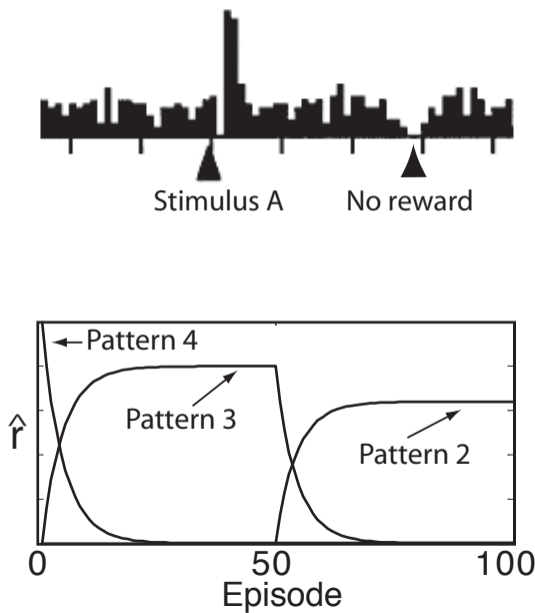 Stimulus A No reward
Pattern 4
Pattern 3
r̂
Pattern 2
0 50 100
Episode